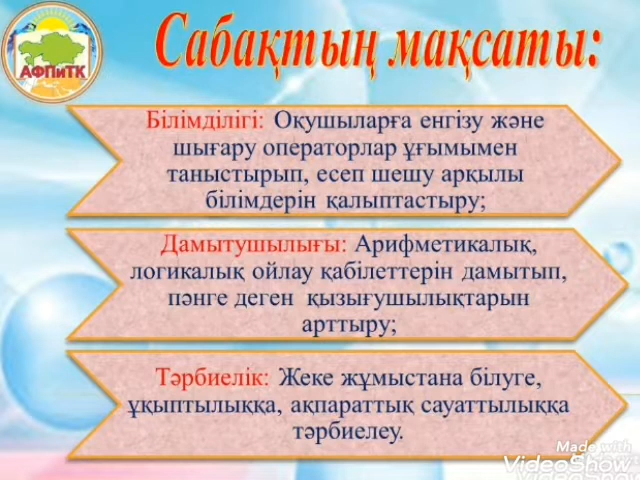 АФПиТК
Сабақтың мақсаты:
Білімділігі: Оқушыларға енгізу және
шығару операторлар ұғымымен
таныстырып, есеп шешу арқылы
білімдерін қалыптастыру;
Дамытушылығы: Арифметикалық,
логикалық ойлау қабілеттерін дамытып,
пәнге деген қызығушылықтарын
арттыру;
Тәрбиелік: Жеке жұмыстана білуге,
ұқыптылыққа, ақпараттық сауаттылыққа
тәрбиелеу.
Made with
VideoShow